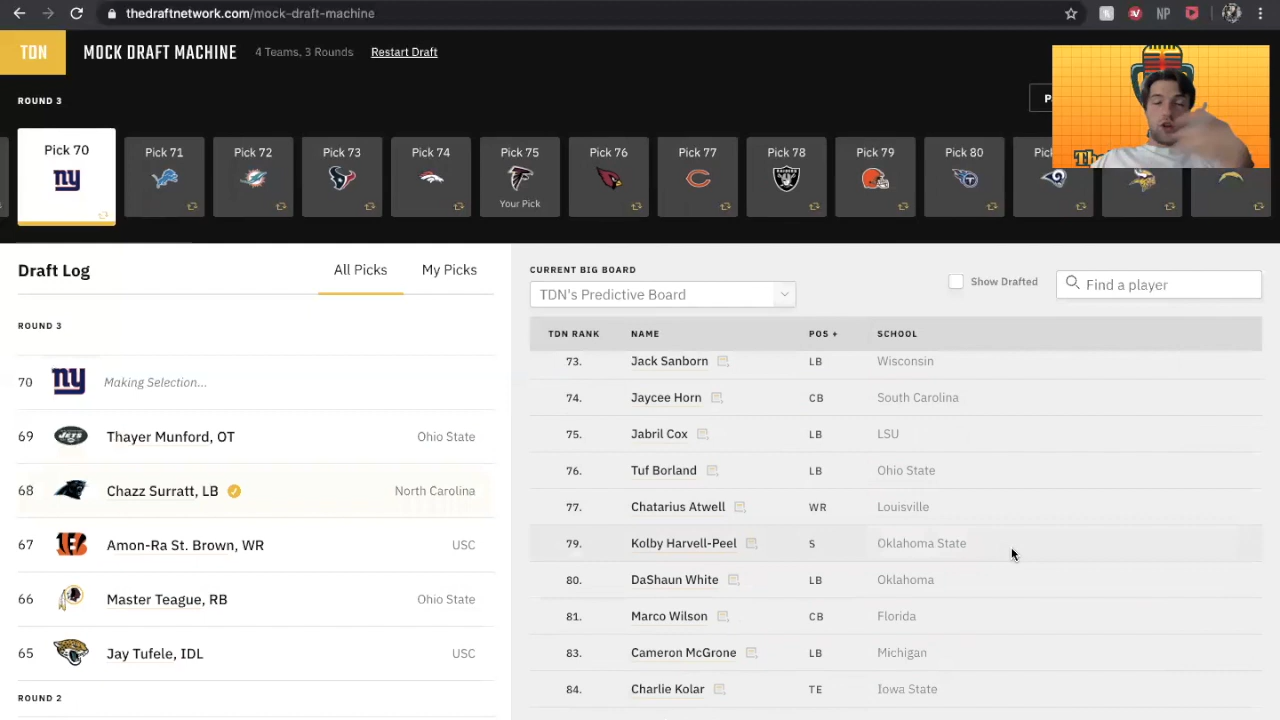 thedraftnetwork.com/mock-draft-machine
NP
TDN MOCK DRAFT MACHINE 4 Teams, 3 Rounds Restart Draft
ROUND 3
Pick 70 Pick 71 Pick 72 Pick 73 Pick 74 Pick 75 Pick 76 Pick 77 Pick 78 Pick 79 Pick 80
ny
Your Pick
Draft Log All Picks My Picks
ROUND 3
70 ny Making Selection...
69 JETS Thayer Munford, OT Ohio State
68 Chazz Surratt, LB North Carolina
67 Amon-Ra St. Brown, WR USC
66 Master Teague, RB Ohio State
65 Jay Tufele, IDL USC
ROUND 2
CURRENT BIG BOARD
TDN's Predictive Board
Show Drafted
Find a player
TDN RANK NAME POS + SCHOOL
73. Jack Sanborn LB Wisconsin
74. Jaycee Horn CB South Carolina
75. Jabril Cox LB LSU
76. Tuf Borland LB Ohio State
77. Chatarius Atwell WR Louisville
79. Kolby Harvell-Peel S Oklahoma State
80. DaShaun White LB Oklahoma
81. Marco Wilson CB Florida
83. Cameron McGrone LB Michigan
84. Charlie Kolar TE Iowa State